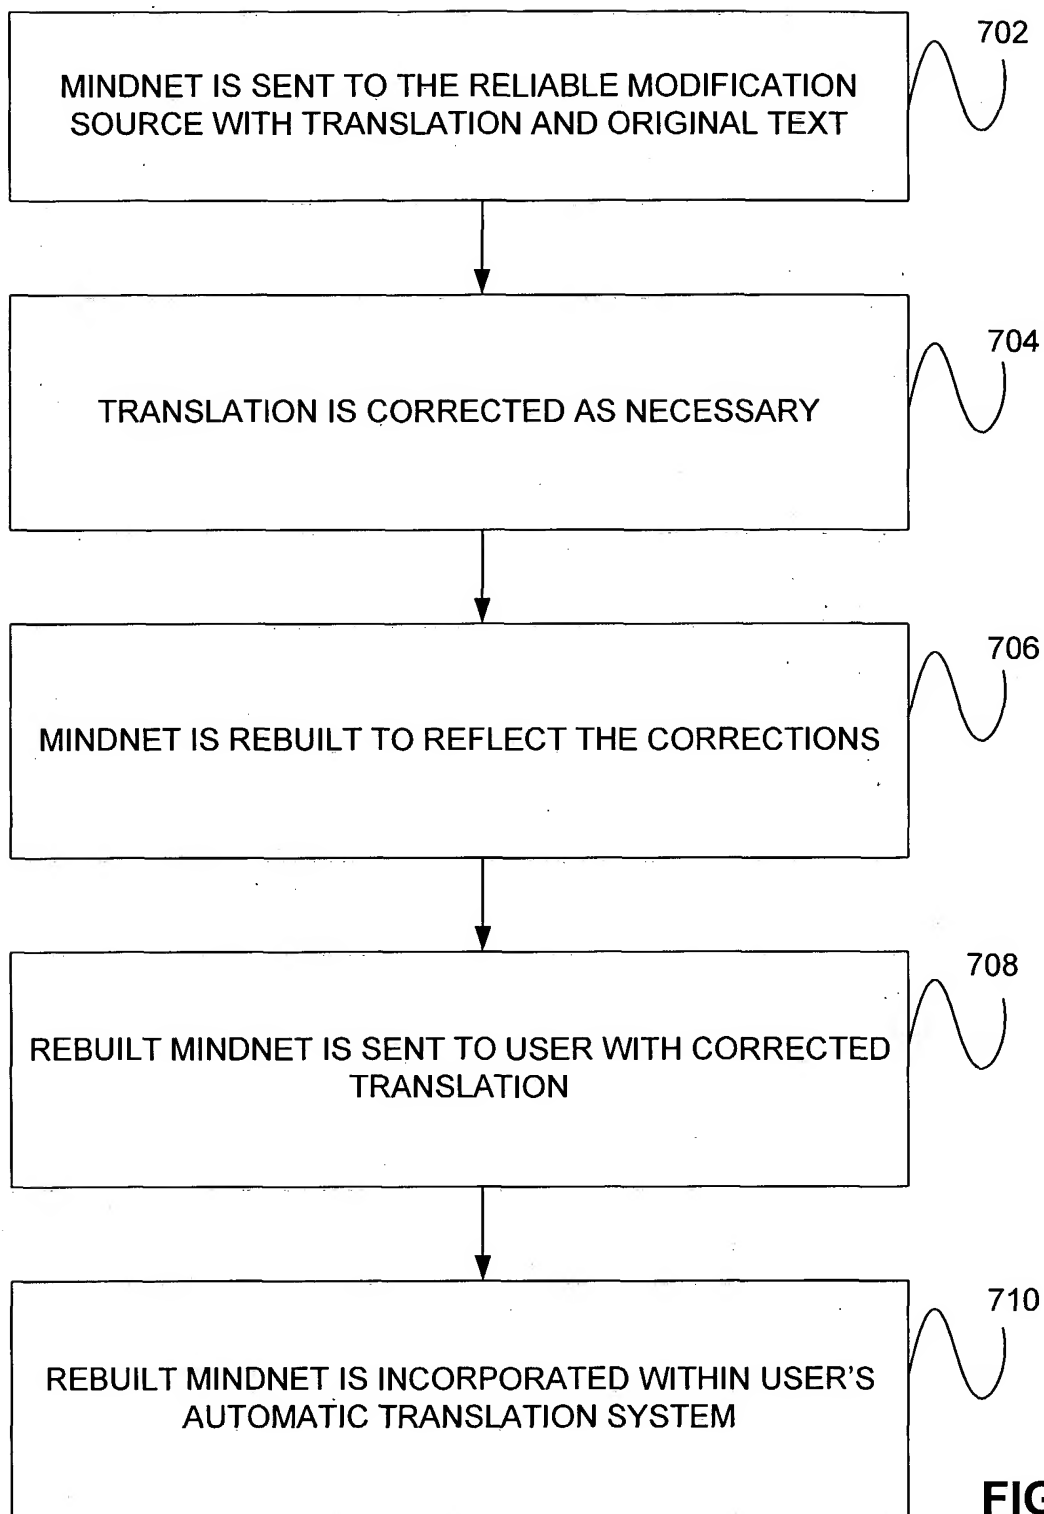 702
MINDNET IS SENT TO THE RELIABLE MODIFICATION
SOURCE WITH TRANSLATION AND ORIGINAL TEXT
704
TRANSLATION IS CORRECTED AS NECESSARY
706
MINDNET IS REBUILT TO REFLECT THE CORRECTIONS
708
REBUILT MINDNET IS SENT TO USER WITH CORRECTED
TRANSLATION
710
REBUILT MINDNET IS INCORPORATED WITHIN USER'S
AUTOMATIC TRANSLATION SYSTEM
FIG